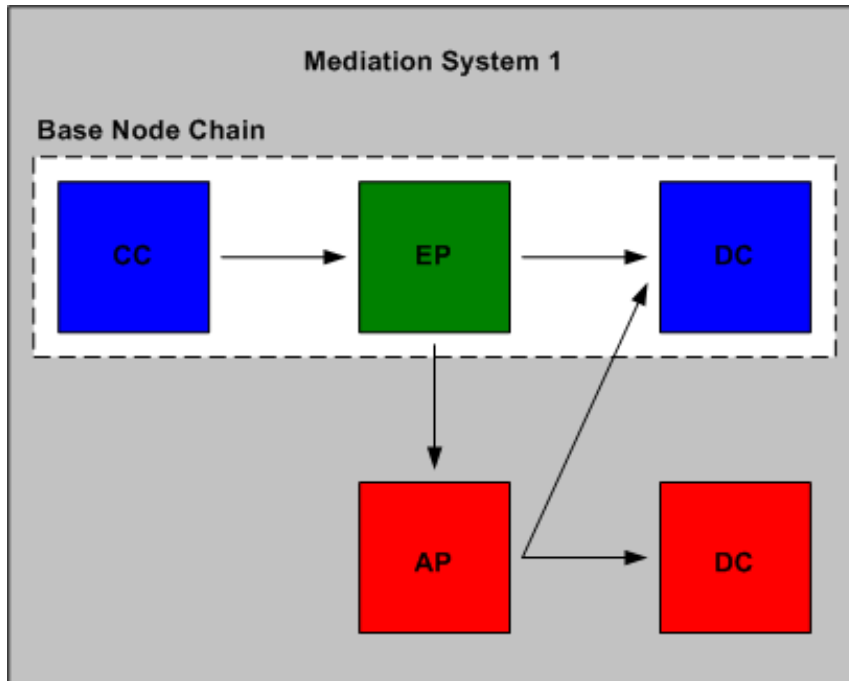 Mediation System 1
Base Node Chain
CC
EP
DC
AP
DC